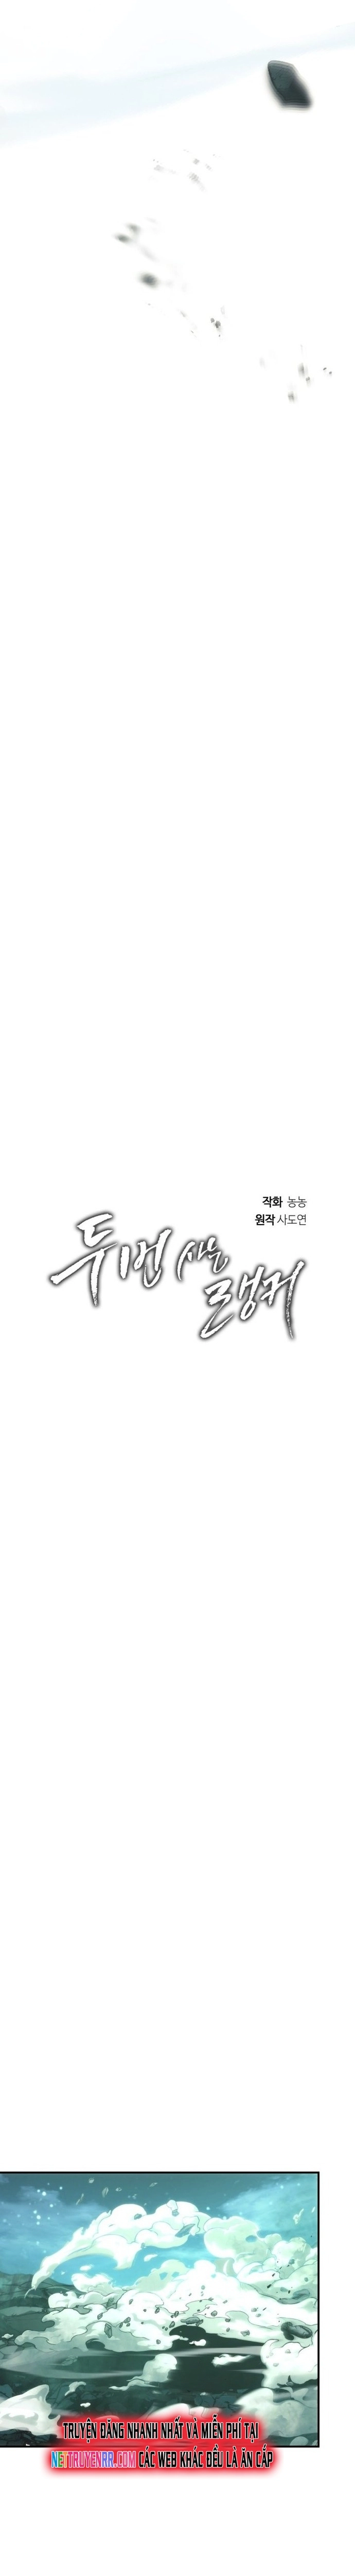 작화 농농
원작 사도연
두 번 사는
랭커
TRUYỆN ĐĂNG NHANH NHẤT VÀ MIỄN PHÍ TẠI
NETTRUYENRR.COM CÁC WEB KHÁC ĐỀU LÀ ĂN CẮP